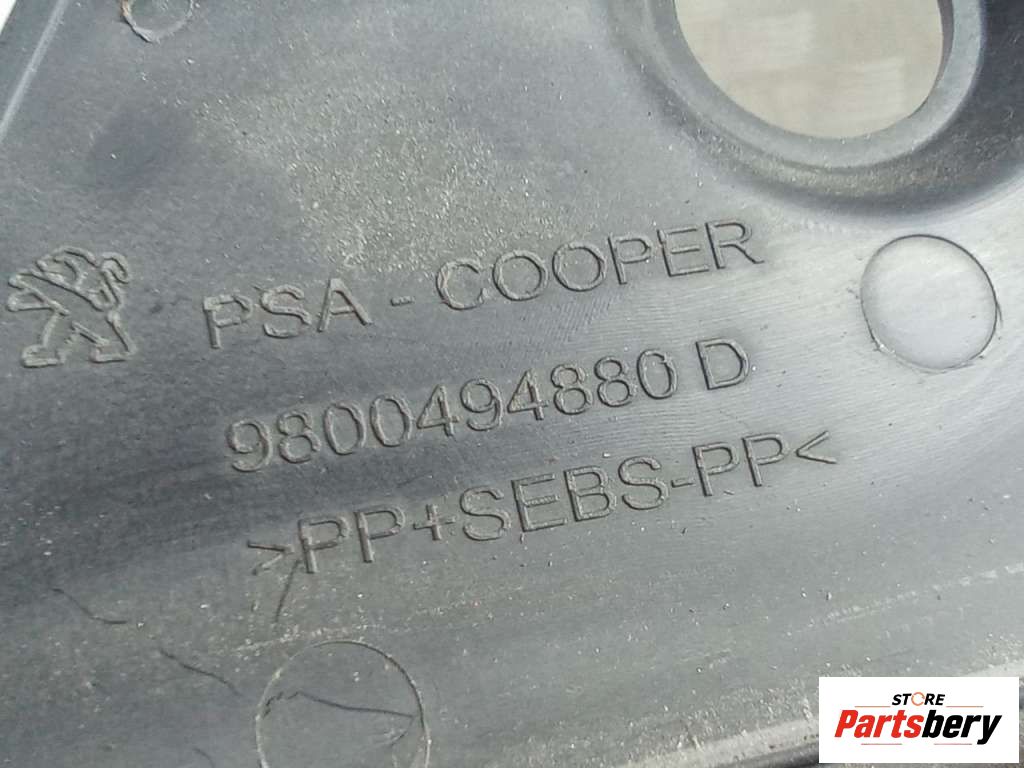 PSA - COOPER
9800494880 D
>PP+SEBS-PP<
STORE
Partsbery